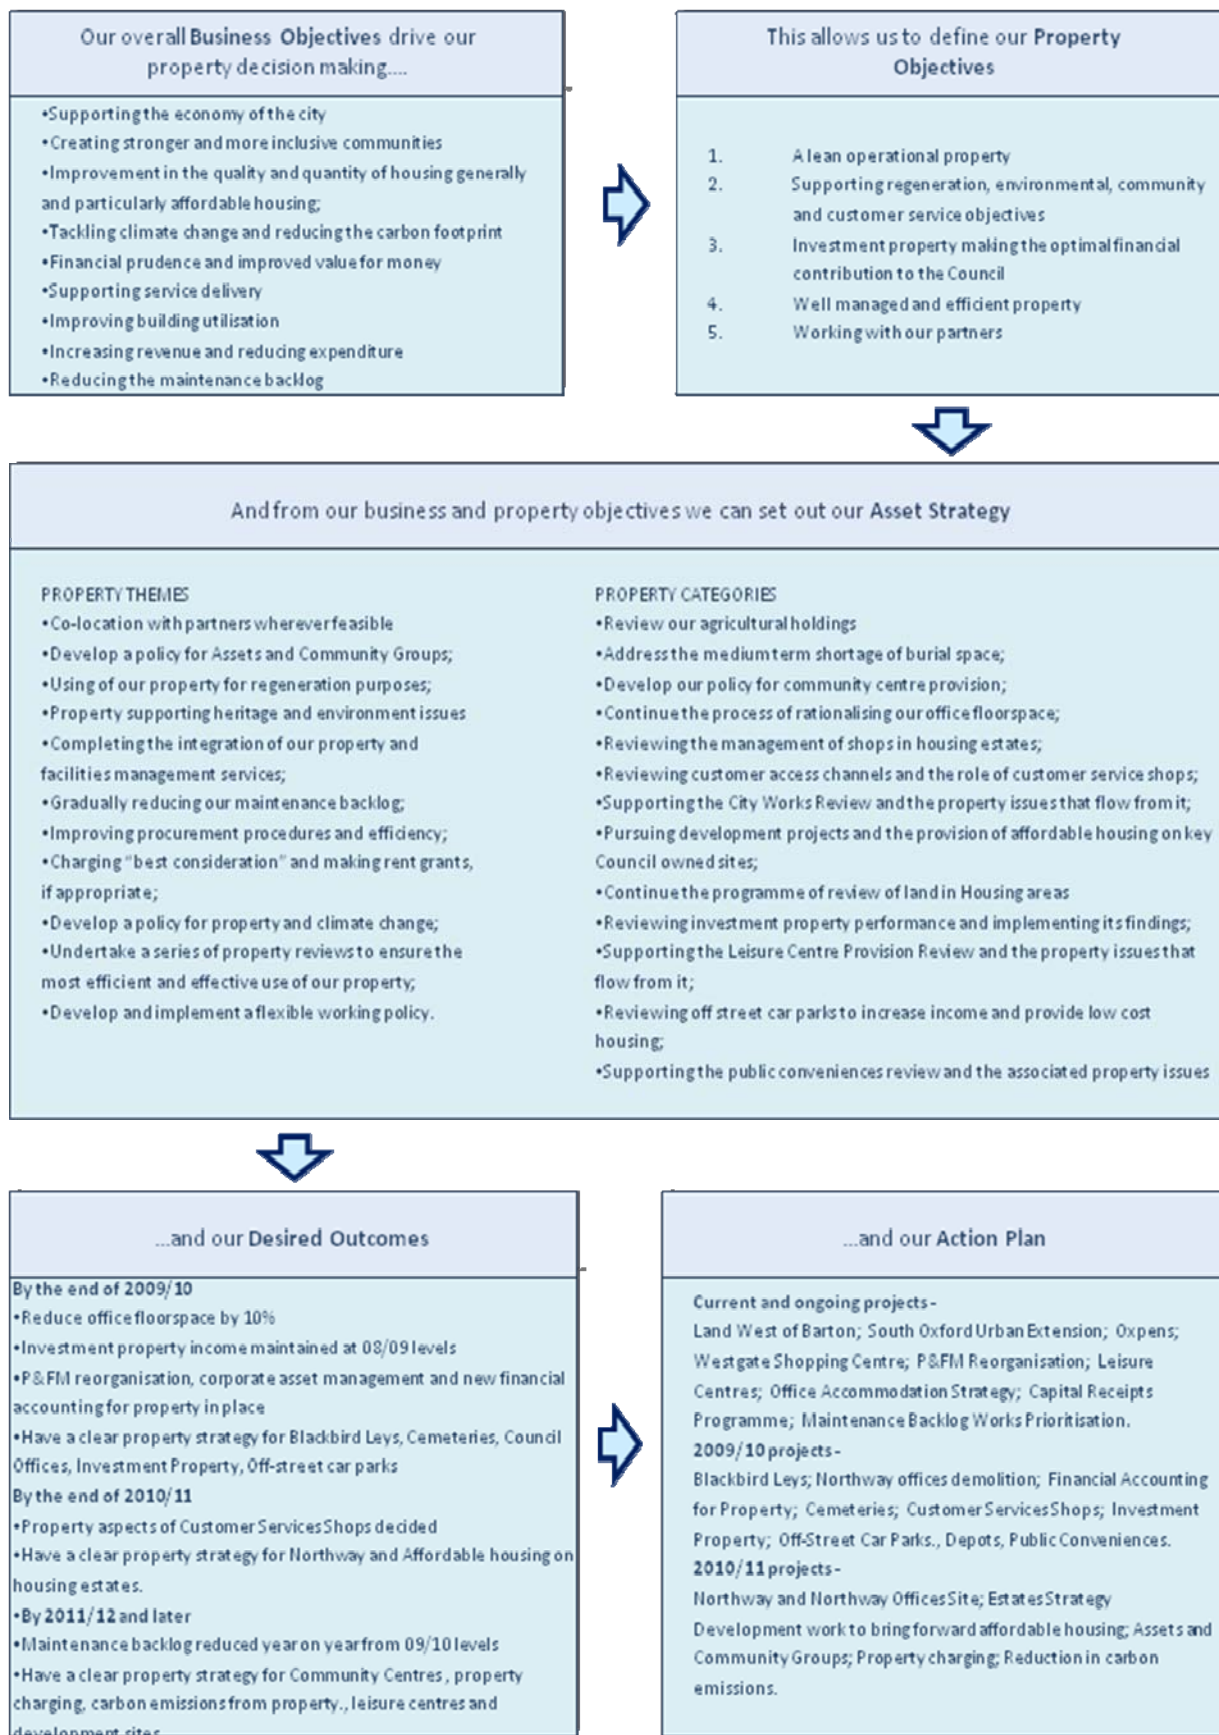 Our overall Business Objectives drive our
property decision making....
•Supporting the economy of the city
•Creating stronger and more inclusive communities
•Improvement in the quality and quantity of housing generally
and particularly affordable housing;
•Tackling climate change and reducing the carbon footprint
•Financial prudence and improved value for money
•Supporting service delivery
•Improving building utilisation
•Increasing revenue and reducing expenditure
•Reducing the maintenance backlog
This allows us to define our Property
Objectives
1. A lean operational property
2. Supporting regeneration, environmental, community
and customer service objectives
3. Investment property making the optimal financial
contribution to the Council
4. Well managed and efficient property
5. Working with our partners
And from our business and property objectives we can set out our Asset Strategy
PROPERTY THEMES
•Co-location with partners wherever feasible
•Develop a policy for Assets and Community Groups;
•Using of our property for regeneration purposes;
•Property supporting heritage and environment issues
•Completing the integration of our property and
facilities management services;
•Gradually reducing our maintenance backlog;
•Improving procurement procedures and efficiency;
•Charging "best consideration" and making rent grants,
if appropriate;
•Develop a policy for property and climate change;
•Undertake a series of property reviews to ensure the
most efficient and effective use of our property;
•Develop and implement a flexible working policy.
PROPERTY CATEGORIES
•Review our agricultural holdings
•Address the medium term shortage of burial space;
•Develop our policy for community centre provision;
•Continue the process of rationalising our office floorspace;
•Reviewing the management of shops in housing estates;
•Reviewing customer access channels and the role of customer service shops;
•Supporting the City Works Review and the property issues that flow from it;
•Pursuing development projects and the provision of affordable housing on key
Council owned sites;
•Continue the programme of review of land in Housing areas
•Reviewing investment property performance and implementing its findings;
•Supporting the Leisure Centre Provision Review and the property issues that
flow from it;
•Reviewing off street car parks to increase income and provide low cost
housing;
•Supporting the public conveniences review and the associated property issues
...and our Desired Outcomes
By the end of 2009/10
•Reduce office floorspace by 10%
•Investment property income maintained at 08/09 levels
•P&FM reorganisation, corporate asset management and new financial
accounting for property in place
•Have a clear property strategy for Blackbird Leys, Cemeteries, Council
Offices, Investment Property, Off-street car parks
By the end of 2010/11
•Property aspects of Customer Services Shops decided
•Have a clear property strategy for Northway and Affordable housing on
housing estates.
•By 2011/12 and later
•Maintenance backlog reduced year on year from 09/10 levels
•Have a clear property strategy for Community Centres , property
charging, carbon emissions from property., leisure centres and
development sites
...and our Action Plan
Current and ongoing projects-
Land West of Barton; South Oxford Urban Extension; Oxpens;
Westgate Shopping Centre; P&FM Reorganisation; Leisure
Centres; Office Accommodation Strategy; Capital Receipts
Programme; Maintenance Backlog Works Prioritisation.
2009/10 projects-
Blackbird Leys; Northway offices demolition; Financial Accounting
for Property; Cemeteries; Customer Services Shops; Investment
Property; Off-Street Car Parks., Depots, Public Conveniences.
2010/11 projects-
Northway and Northway Offices Site; Estates Strategy
Development work to bring forward affordable housing; Assets and
Community Groups; Property charging; Reduction in carbon
emissions.